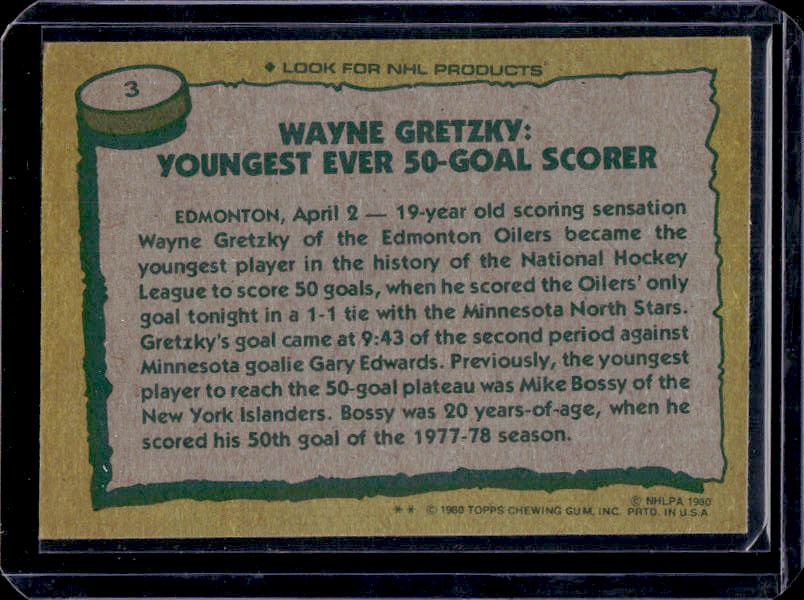 3
◆ LOOK FOR NHL PRODUCTS
WAYNE GRETZKY:
YOUNGEST EVER 50-GOAL SCORER
EDMONTON, April 2 — 19-year old scoring sensation
Wayne Gretzky of the Edmonton Oilers became the
youngest player in the history of the National Hockey
League to score 50 goals, when he scored the Oilers' only
goal tonight in a 1-1 tie with the Minnesota North Stars.
Gretzky's goal came at 9:43 of the second period against
Minnesota goalie Gary Edwards. Previously, the youngest
player to reach the 50-goal plateau was Mike Bossy of the
New York Islanders. Bossy was 20 years-of-age, when he
scored his 50th goal of the 1977-78 season.
© NHLPA 1980
** © 1980 TOPPS CHEWING GUM, INC. PRTD. IN U.S.A.